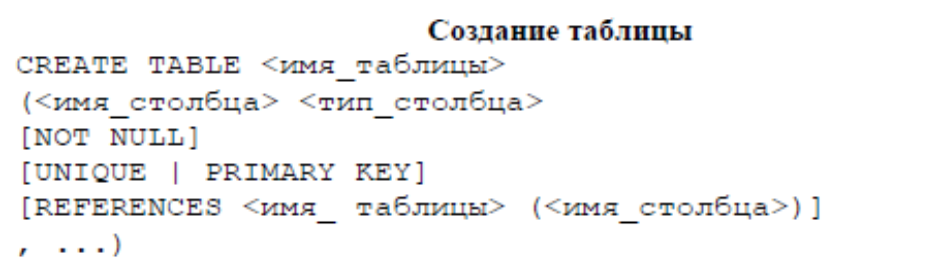 Создание таблицы
CREATE TABLE <имя_таблицы>
(<имя_столбца> <тип_столбца>
[NOT NULL]
[UNIQUE | PRIMARY KEY]
[REFERENCES <имя_ таблицы> (<имя_столбца>)]
, ...)